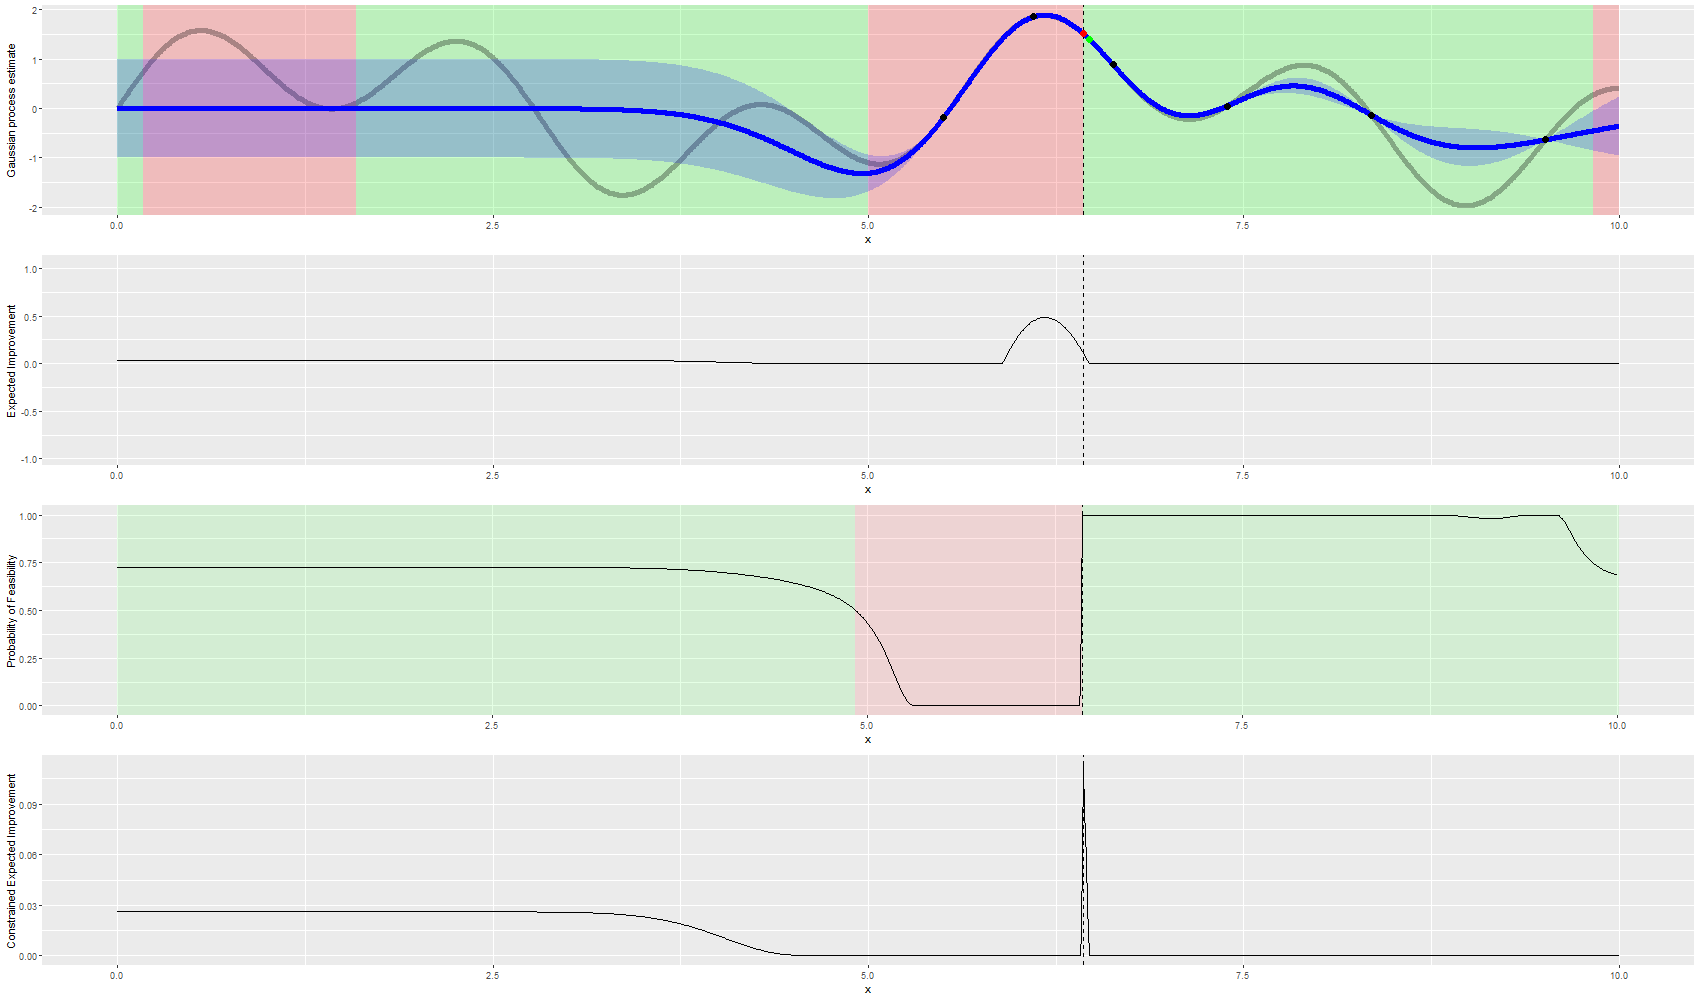 Gaussian process estimate
2
1
0
-1
-2
0.0 2.5 5.0 7.5 10.0
x
Expected Improvement
1.0
0.5
0.0
-0.5
-1.0
0.0 2.5 5.0 7.5 10.0
x
Probability of Feasibility
1.00
0.75
0.50
0.25
0.00
0.0 2.5 5.0 7.5 10.0
x
Constrained Expected Improvement
0.09
0.06
0.03
0.00
0.0 2.5 5.0 7.5 10.0
x